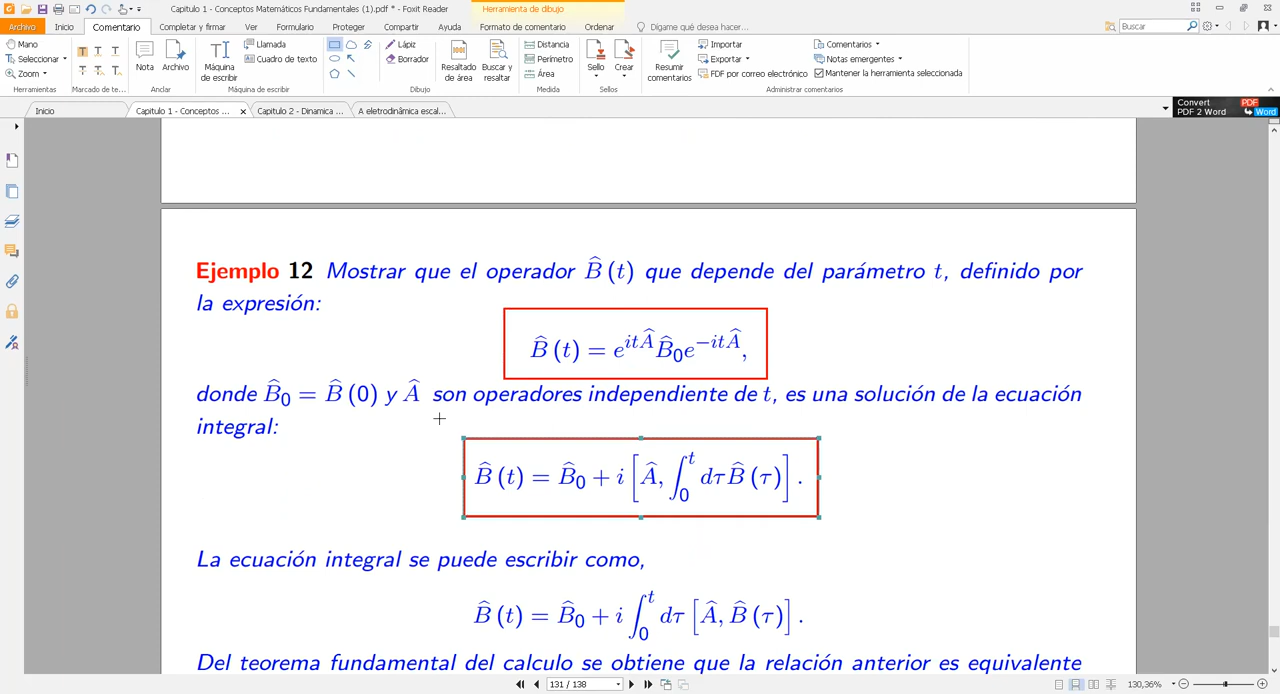 Capitulo 1 - Conceptos Matemáticos Fundamentales (1).pdf * - Foxit Reader
Herramienta de dibujo
Archivo Inicio Comentario Completar y firmar Ver Formulario Proteger Compartir Ayuda Formato de comentario Ordenar Dígame qué desea hacer... Buscar
Mano
Seleccionar
Zoom
Herramientas
T T T
T T T
Marcado de te...
Nota
Archivo
Anclar
Máquina de escribir
Llamada
Cuadro de texto
Máquina de escribir
Lápiz
Borrador
Dibujo
Resaltado de área
Buscar y resaltar
Distancia
Perímetro
Área
Medida
Sello
Crear
Sellos
Resumir comentarios
Importar
Exportar
FDF por correo electrónico
Comentarios
Notas emergentes
Mantener la herramienta seleccionada
Administrar comentarios
Inicio
Capitulo 1 - Conceptos ...
Capitulo 2 - Dinamica ...
A eletrodinâmica escal...
Convert PDF
PDF 2 Word Word
Ejemplo 12 Mostrar que el operador B̂ (t) que depende del parámetro t, definido por
la expresión:
B̂ (t) = e^{itÂ} B̂₀ e^{−itÂ},
donde B̂₀ = B̂ (0) y Â son operadores independiente de t, es una solución de la ecuación
integral:
B̂ (t) = B̂₀ + i [Â, ∫₀ᵗ dτ B̂ (τ)] .
La ecuación integral se puede escribir como,
B̂ (t) = B̂₀ + i ∫₀ᵗ dτ [Â, B̂ (τ)] .
Del teorema fundamental del calculo se obtiene que la relación anterior es equivalente
131 / 138
130,36%